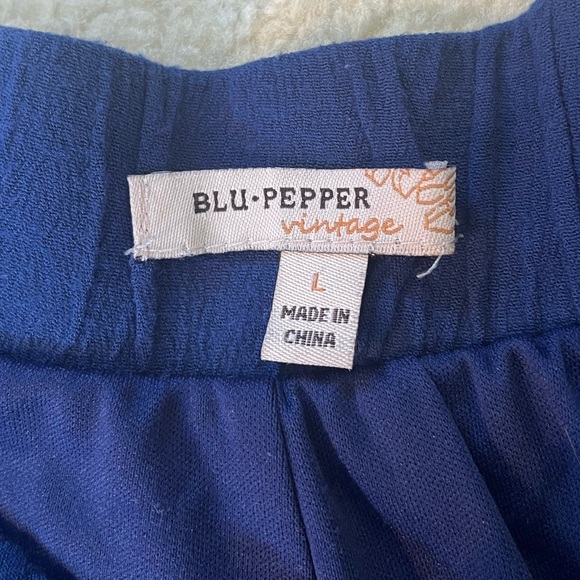 BLU·PEPPER
vintage
L
MADE IN
CHINA